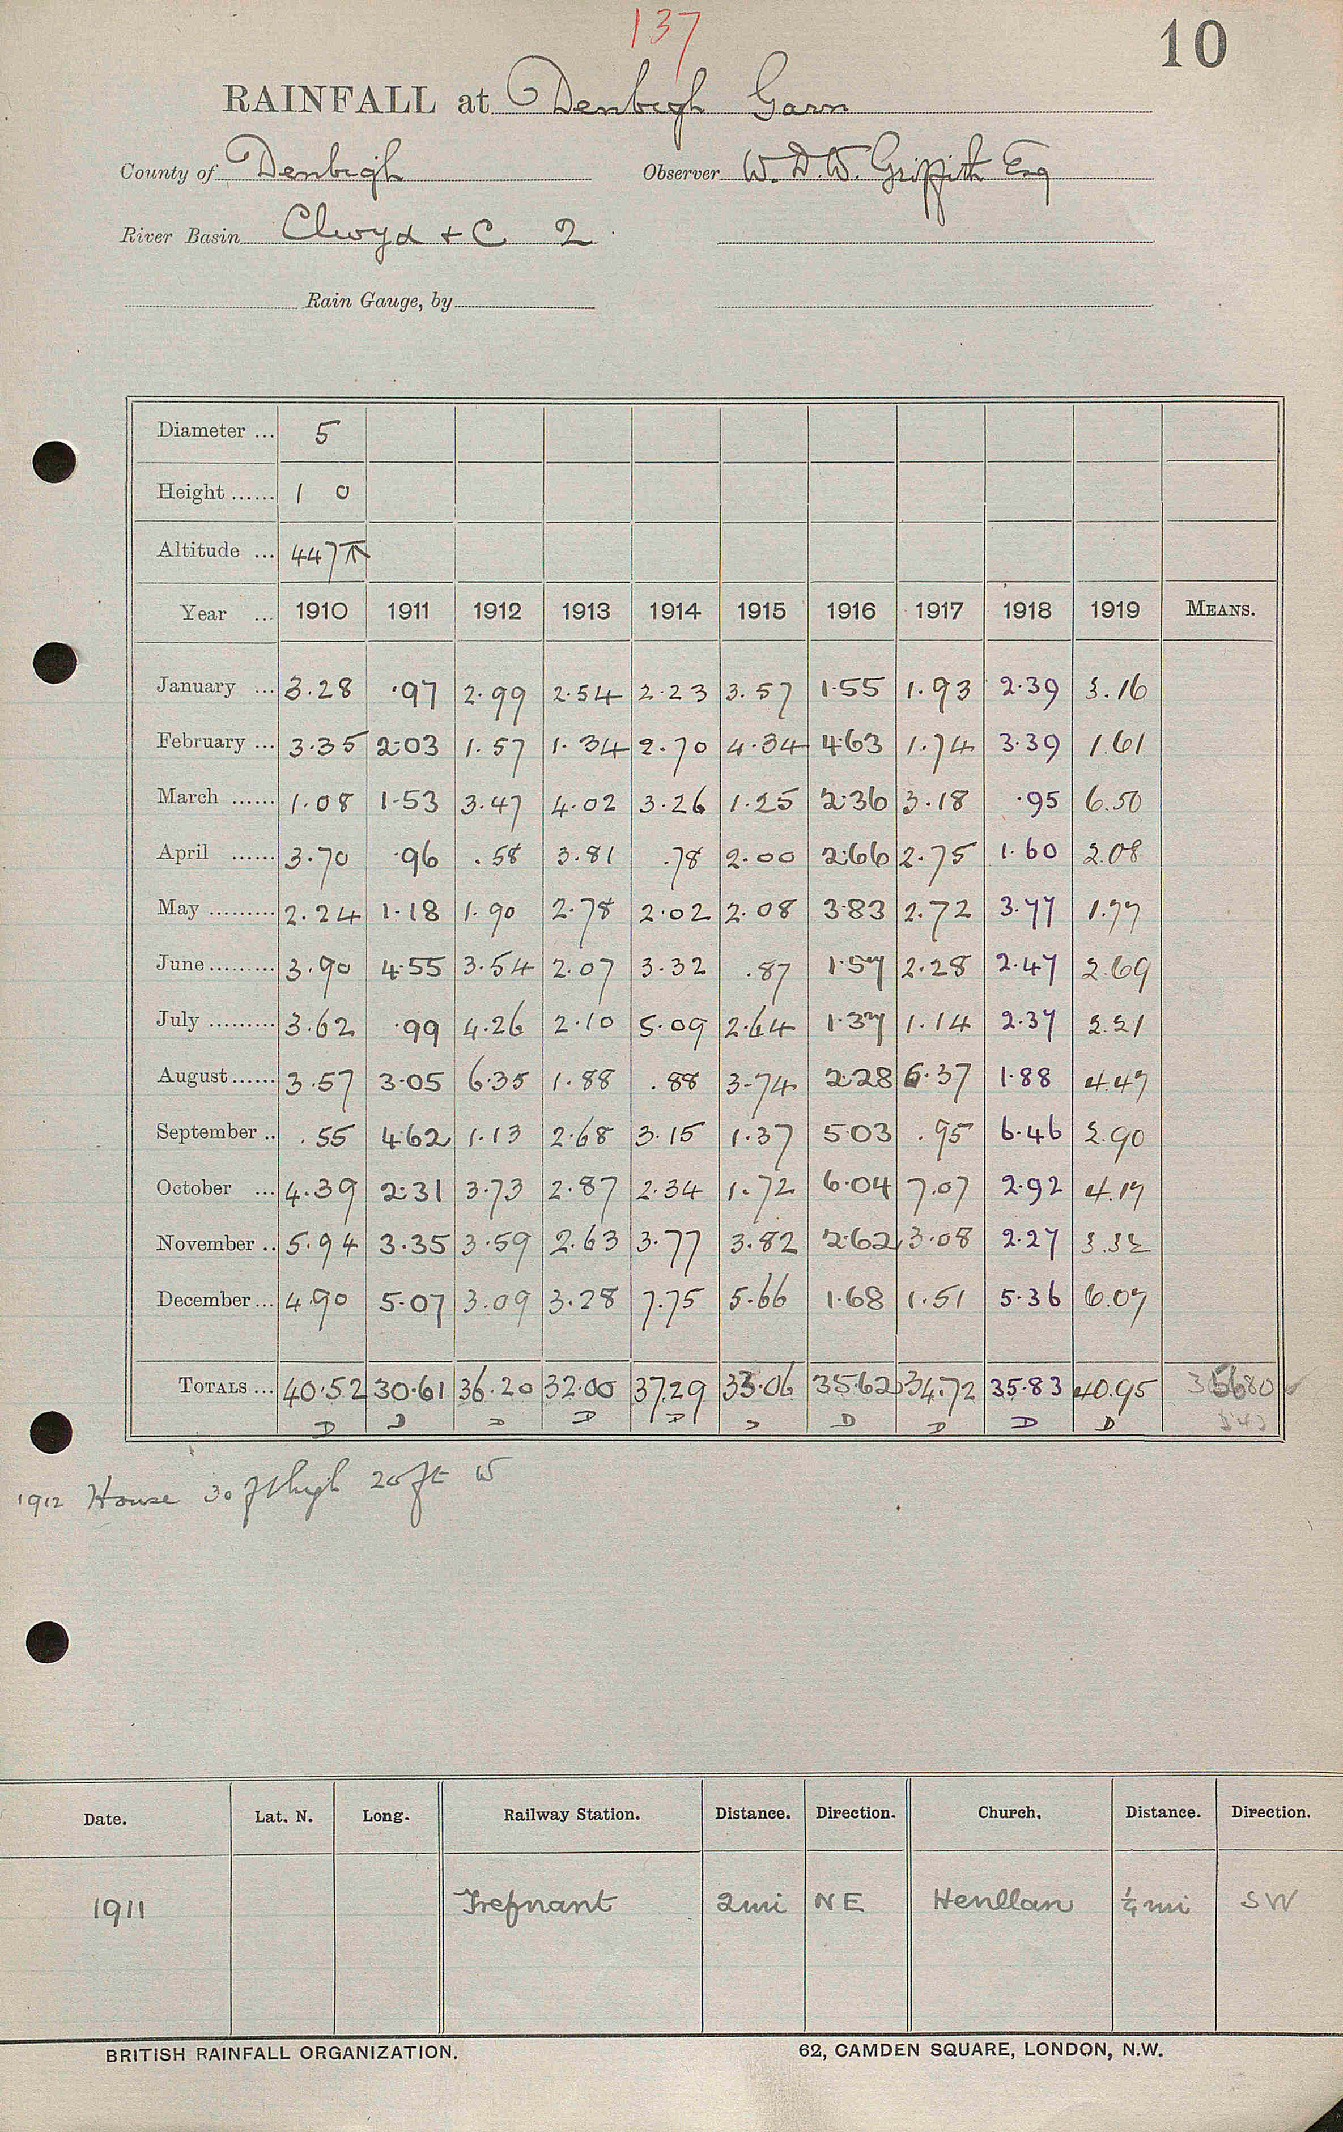 137
10
RAINFALL at Denbigh Garn
County of Denbigh Observer W. D. W. Griffith Esq
River Basin Clwyd + C 2
Rain Gauge, by
Diameter ... 5
Height ...... 1 0
Altitude ... 447
Year ... 1910 1911 1912 1913 1914 1915 1916 1917 1918 1919 MEANS.
January ... 3.28 .97 2.99 2.54 2.23 3.57 1.55 1.93 2.39 3.16
February ... 3.35 2.03 1.57 1.34 2.70 4.34 4.63 1.74 3.39 1.61
March ...... 1.08 1.53 3.47 4.02 3.26 1.25 2.36 3.18 .95 6.50
April ...... 3.70 .96 .58 3.81 .78 2.00 2.66 2.75 1.60 2.08
May ......... 2.24 1.18 1.90 2.78 2.02 2.08 3.83 2.72 3.77 1.77
June ......... 3.90 4.55 3.54 2.07 3.32 .87 1.57 2.28 2.47 2.69
July ......... 3.62 .99 4.26 2.10 5.09 2.64 1.37 1.14 2.37 2.21
August ...... 3.57 3.05 6.35 1.88 .88 3.74 2.28 6.37 1.88 4.47
September .. .55 4.62 1.13 2.68 3.15 1.37 5.03 .95 6.46 2.90
October ... 4.39 2.31 3.73 2.87 2.34 1.72 6.04 7.07 2.92 4.17
November .. 5.94 3.35 3.59 2.63 3.77 3.82 2.62 3.08 2.27 3.32
December ... 4.90 5.07 3.09 3.28 7.75 5.66 1.68 1.51 5.36 6.07
TOTALS ... 40.52 30.61 36.20 32.00 37.29 33.06 35.62 34.72 35.83 40.95 35680
D D D D D D D D D D
1912 House 30 ft high 20 ft W
Date. Lat. N. Long. Railway Station. Distance. Direction. Church. Distance. Direction.
1911 Trefnant 2mi NE Henllan ¼ mi SW
BRITISH RAINFALL ORGANIZATION. 62, CAMDEN SQUARE, LONDON, N.W.